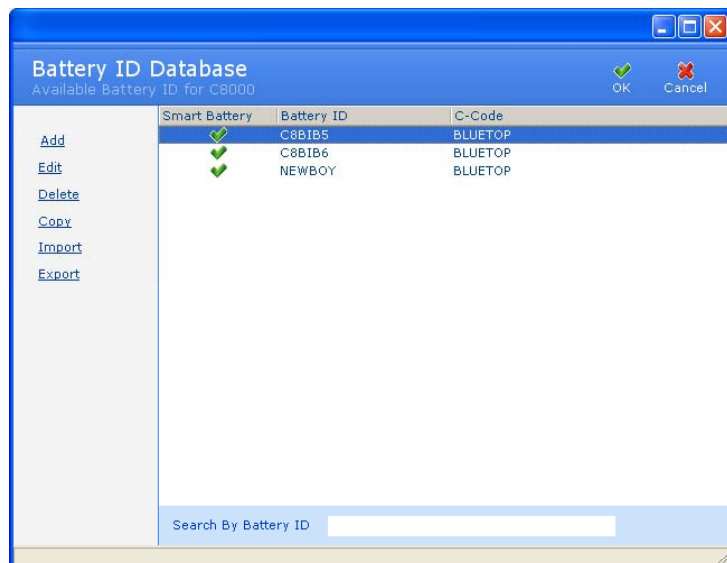 Battery ID Database
Available Battery ID for C8000
OK
Cancel
Add
Edit
Delete
Copy
Import
Export
Smart Battery Battery ID C-Code
C8BIB5 BLUETOP
C8BIB6 BLUETOP
NEWBOY BLUETOP
Search By Battery ID